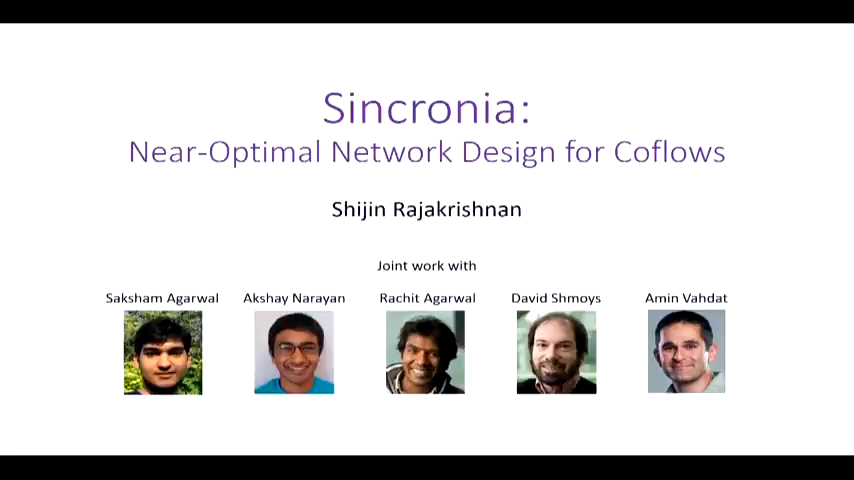 Sincronia:
Near-Optimal Network Design for Coflows
Shijin Rajakrishnan
Joint work with
Saksham Agarwal Akshay Narayan Rachit Agarwal David Shmoys Amin Vahdat